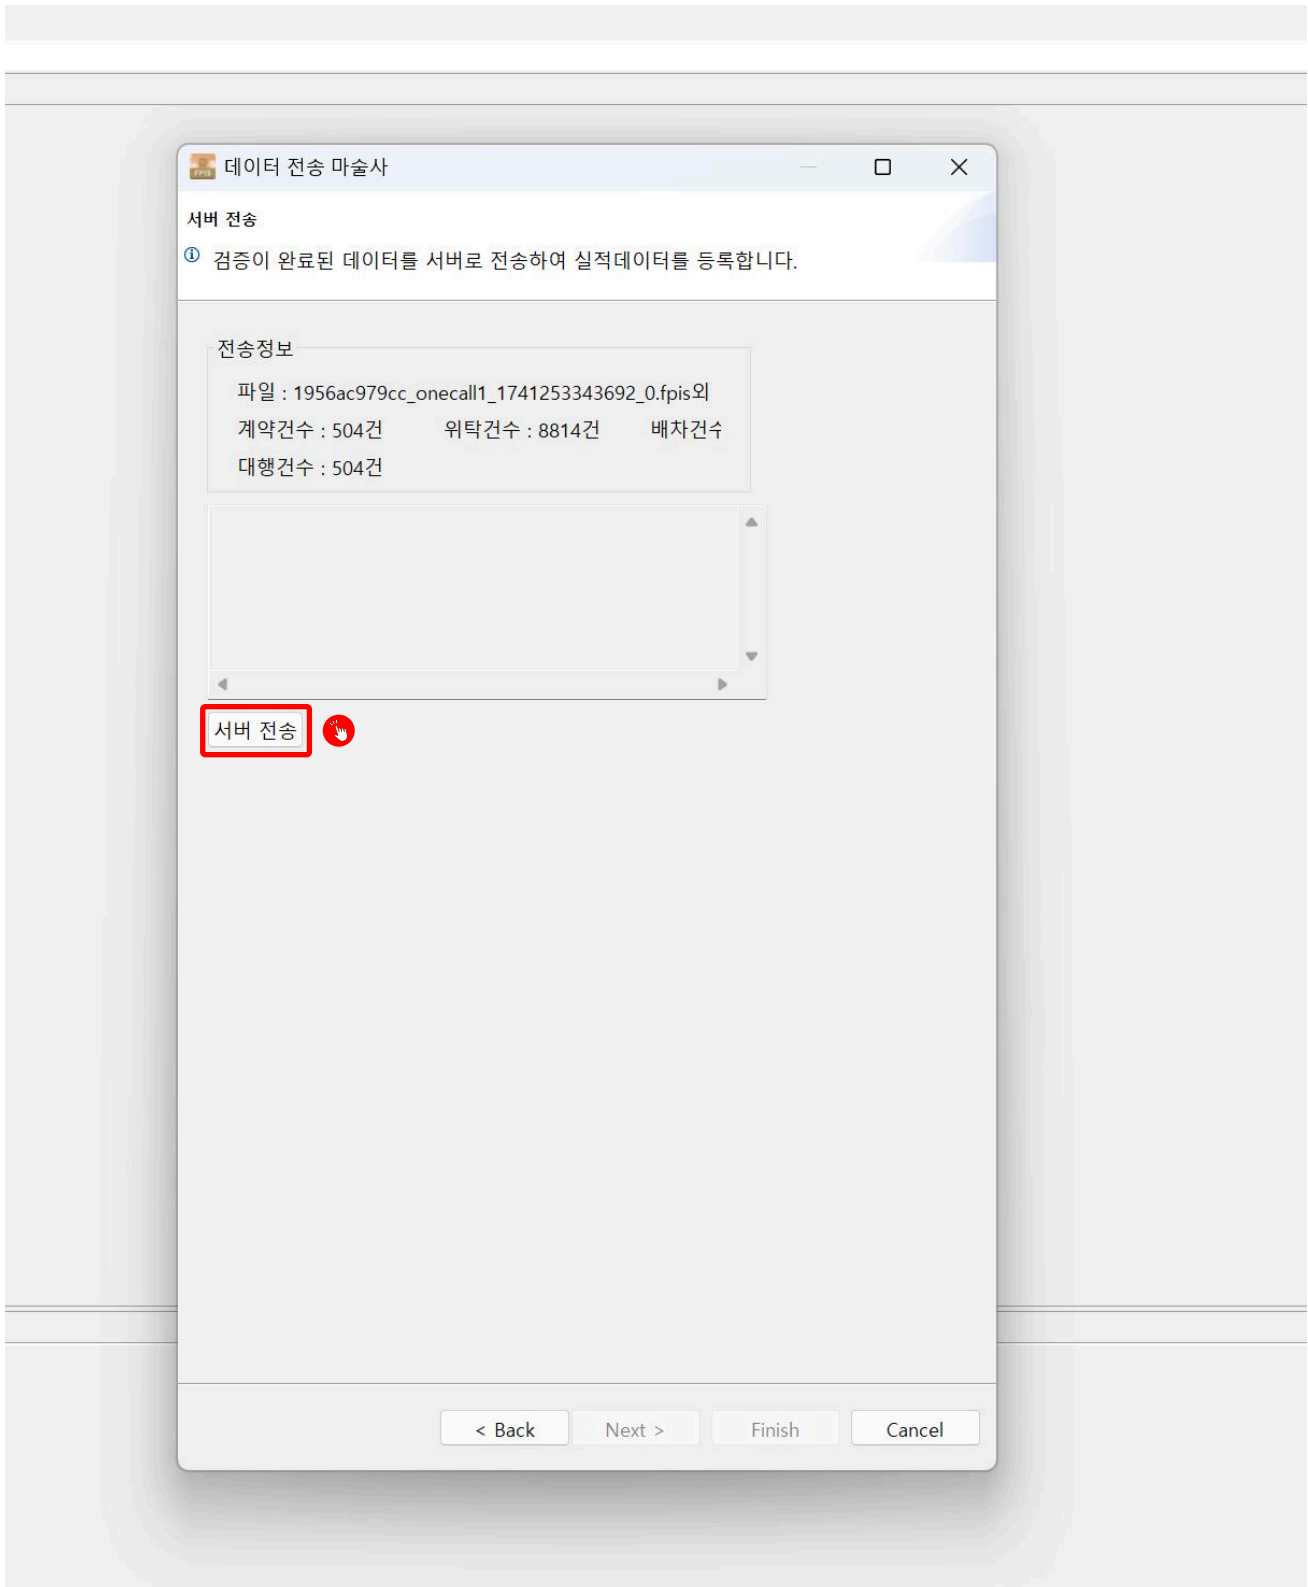 데이터 전송 마술사
서버 전송
검증이 완료된 데이터를 서버로 전송하여 실적데이터를 등록합니다.
전송정보
파일 : 1956ac979cc_onecall1_1741253343692_0.fpis외
계약건수 : 504건 위탁건수 : 8814건 배차건수
대행건수 : 504건
서버 전송
< Back Next > Finish Cancel